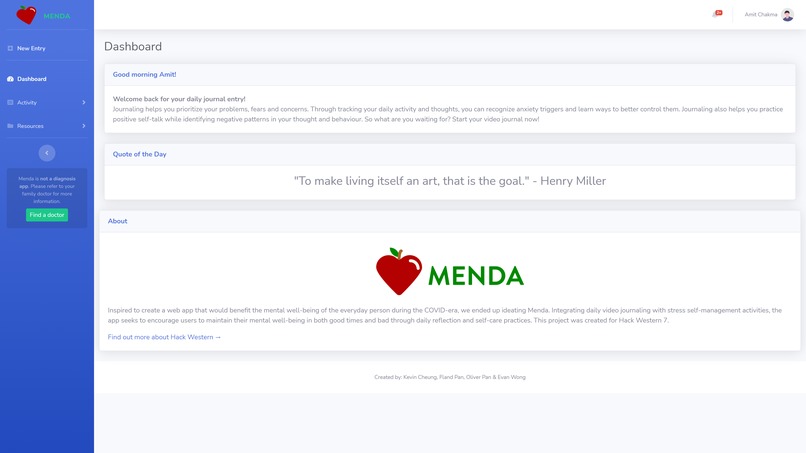 MENDA
New Entry
Dashboard
Activity
Resources
Menda is not a diagnosis
app. Please refer to your
family doctor for more
information.
Find a doctor
Amit Chakma
Dashboard
Good morning Amit!
Welcome back for your daily journal entry!
Journaling helps you prioritize your problems, fears and concerns. Through tracking your daily activity and thoughts, you can recognize anxiety triggers and learn ways to better control them. Journaling also helps you practice
positive self-talk while identifying negative patterns in your thought and behaviour. So what are you waiting for? Start your video journal now!
Quote of the Day
"To make living itself an art, that is the goal." - Henry Miller
About
MENDA
Inspired to create a web app that would benefit the mental well-being of the everyday person during the COVID-era, we ended up ideating Menda. Integrating daily video journaling with stress self-management activities, the
app seeks to encourage users to maintain their mental well-being in both good times and bad through daily reflection and self-care practices. This project was created for Hack Western 7.
Find out more about Hack Western →
Created by: Kevin Cheung, Fland Pan, Oliver Pan & Evan Wong